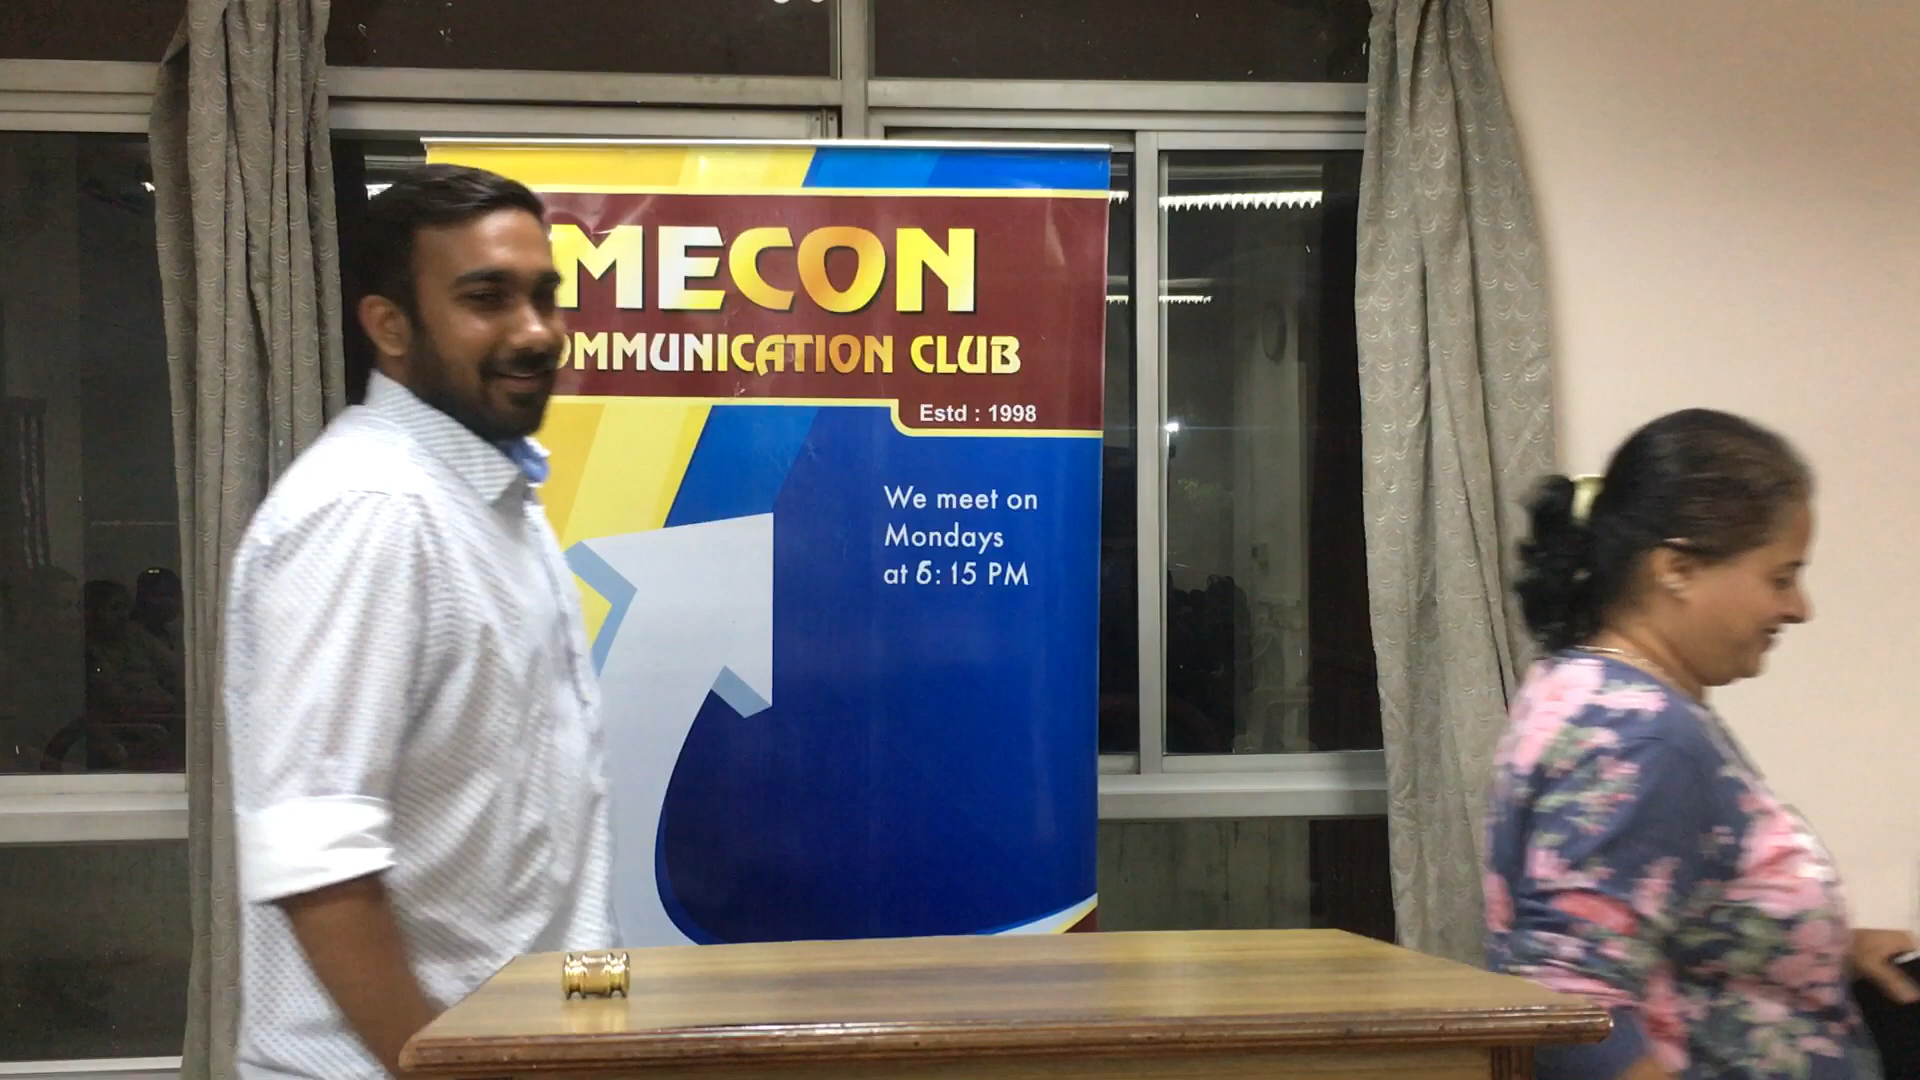 MECON
OMMUNICATION CLUB
Estd : 1998
We meet on
Mondays
at 6: 15 PM